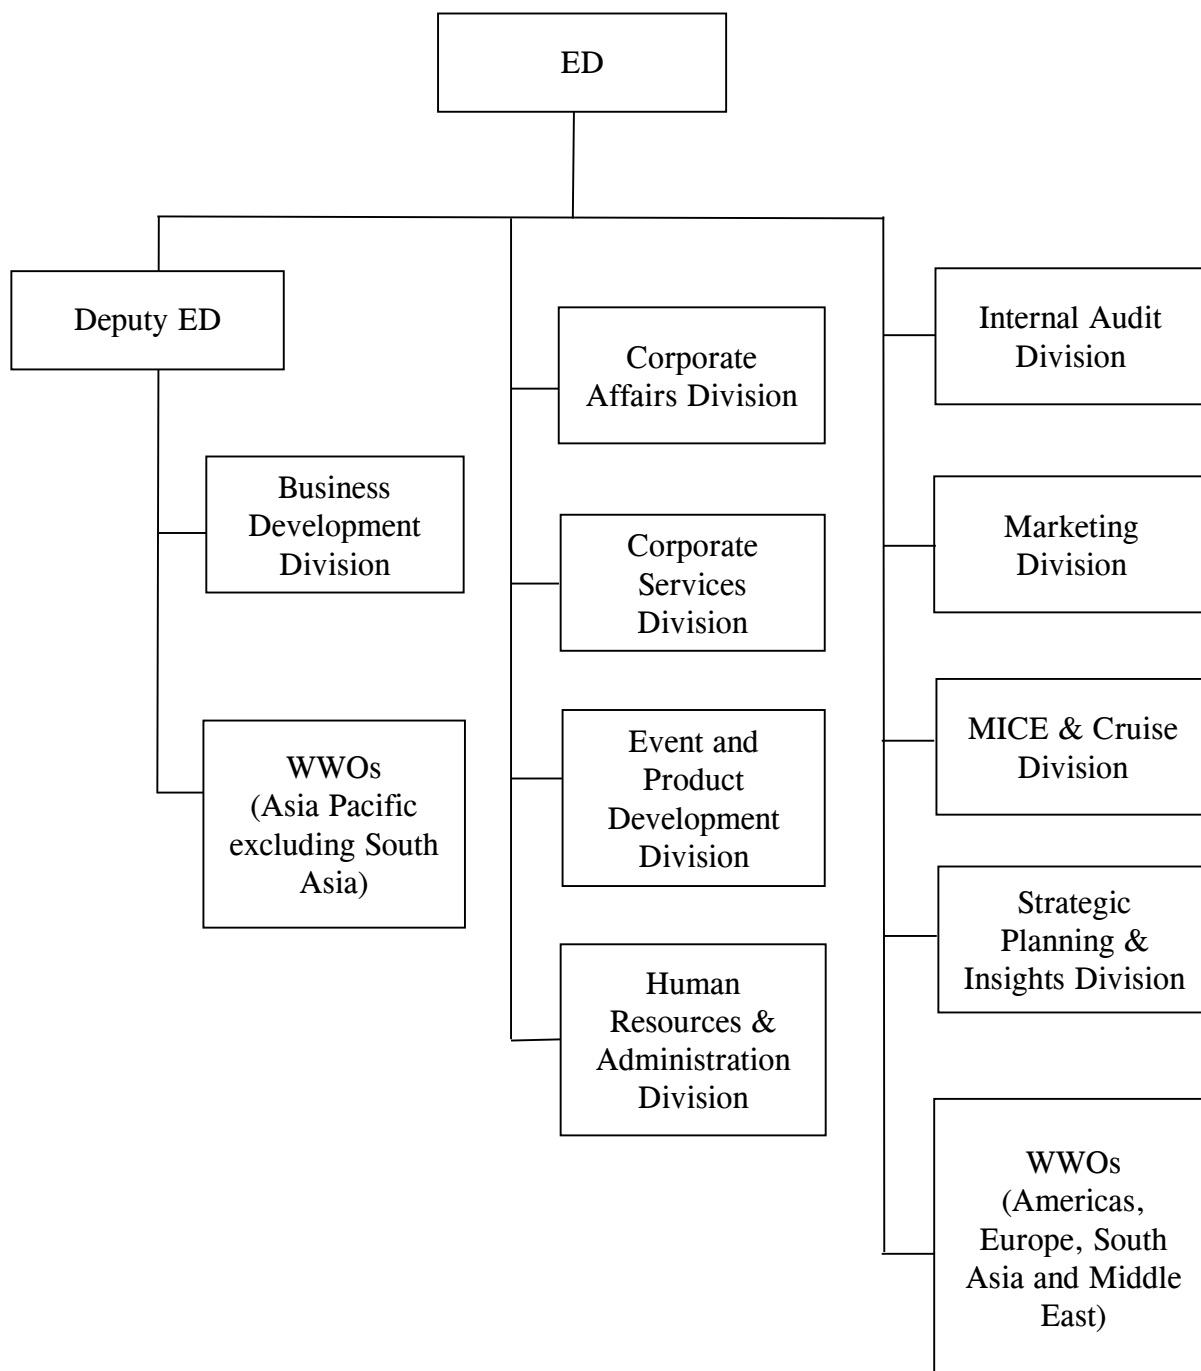 ED
Deputy ED
Business
Development
Division
WWOs
(Asia Pacific
excluding South
Asia)
Corporate
Affairs Division
Corporate
Services
Division
Event and
Product
Development
Division
Human
Resources &
Administration
Division
Internal Audit
Division
Marketing
Division
MICE & Cruise
Division
Strategic
Planning &
Insights Division
WWOs
(Americas,
Europe, South
Asia and Middle
East)